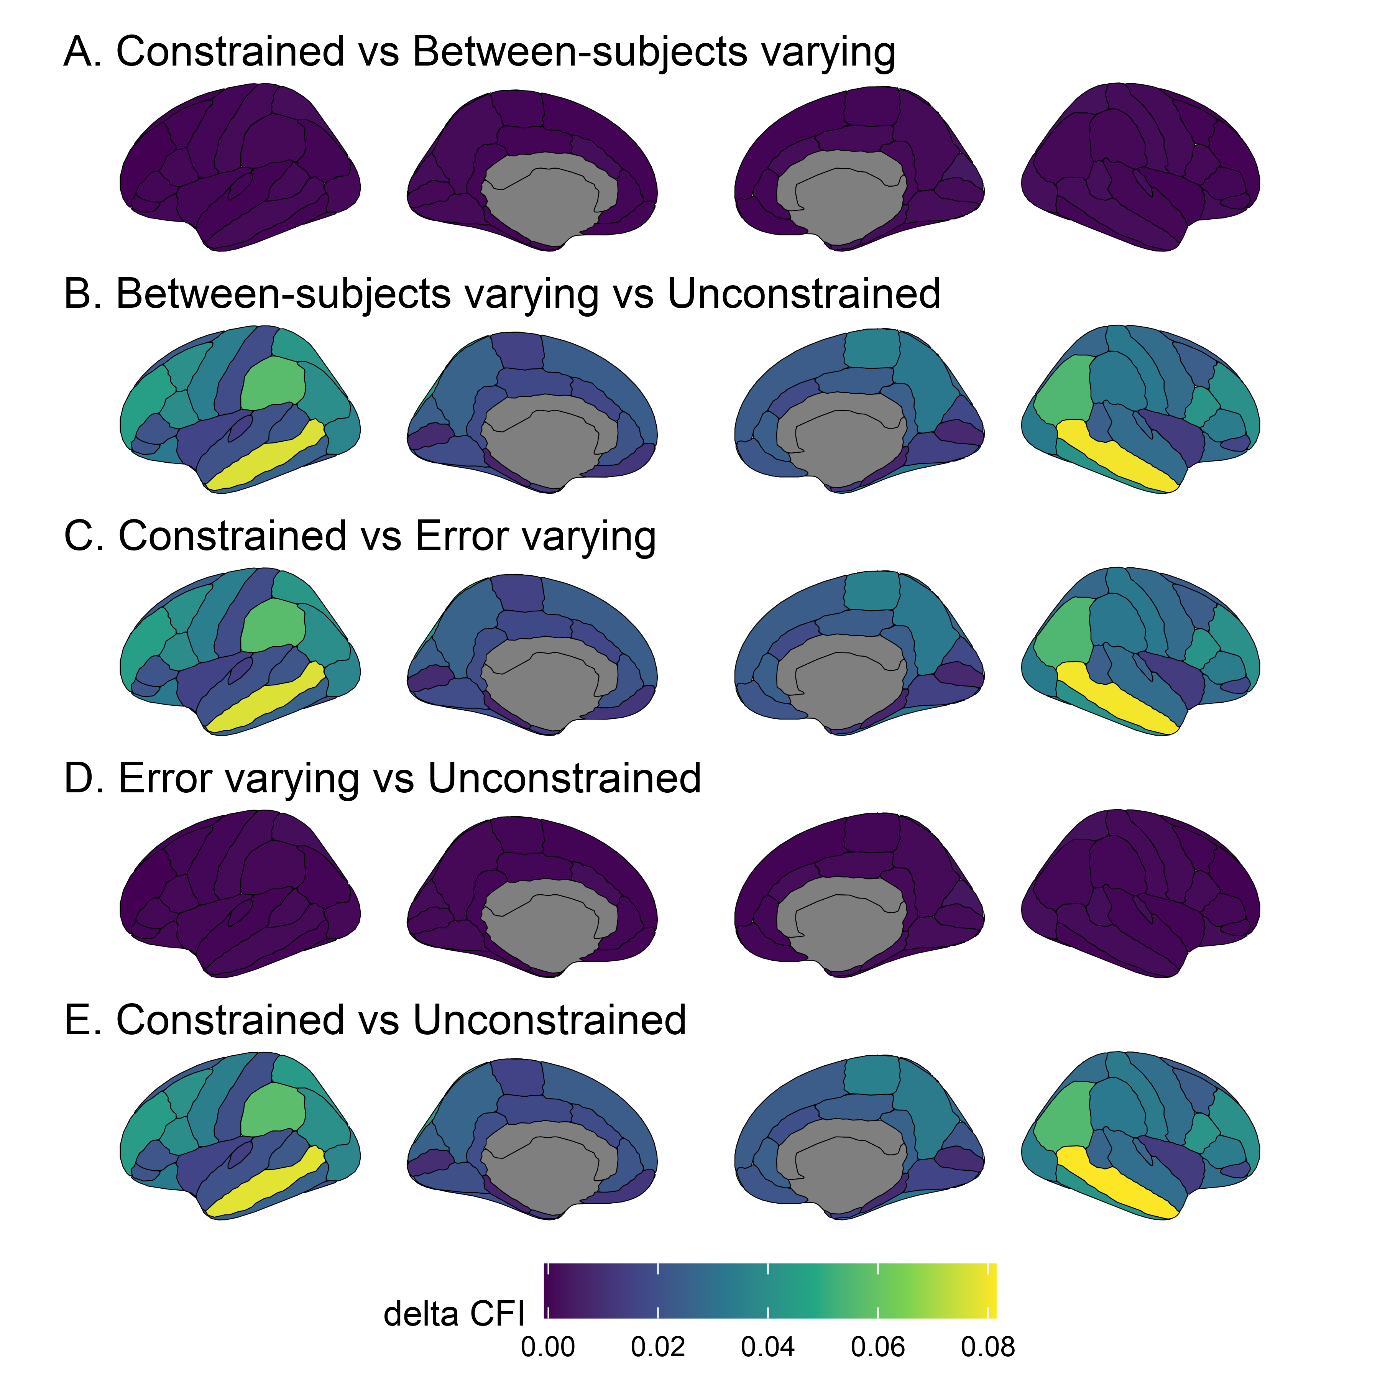 A. Constrained vs Between-subjects varying
B. Between-subjects varying vs Unconstrained
C. Constrained vs Error varying
D. Error varying vs Unconstrained
E. Constrained vs Unconstrained
delta CFI
0.00 0.02 0.04 0.06 0.08